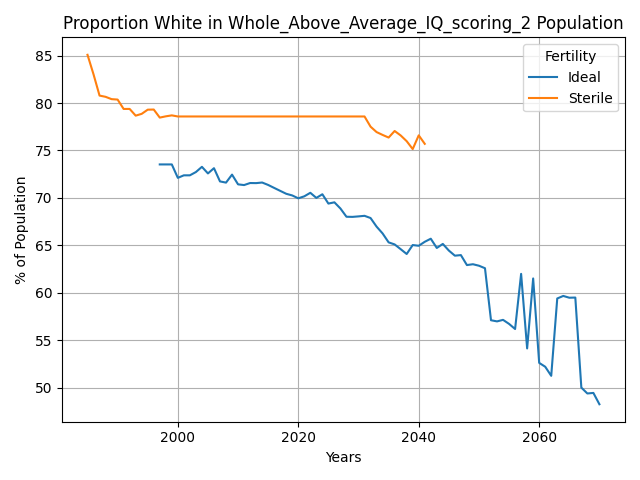 Proportion White in Whole_Above_Average_IQ_scoring_2 Population
85
80
75
70
65
60
55
50
% of Population
Fertility
Ideal
Sterile
2000 2020 2040 2060
Years